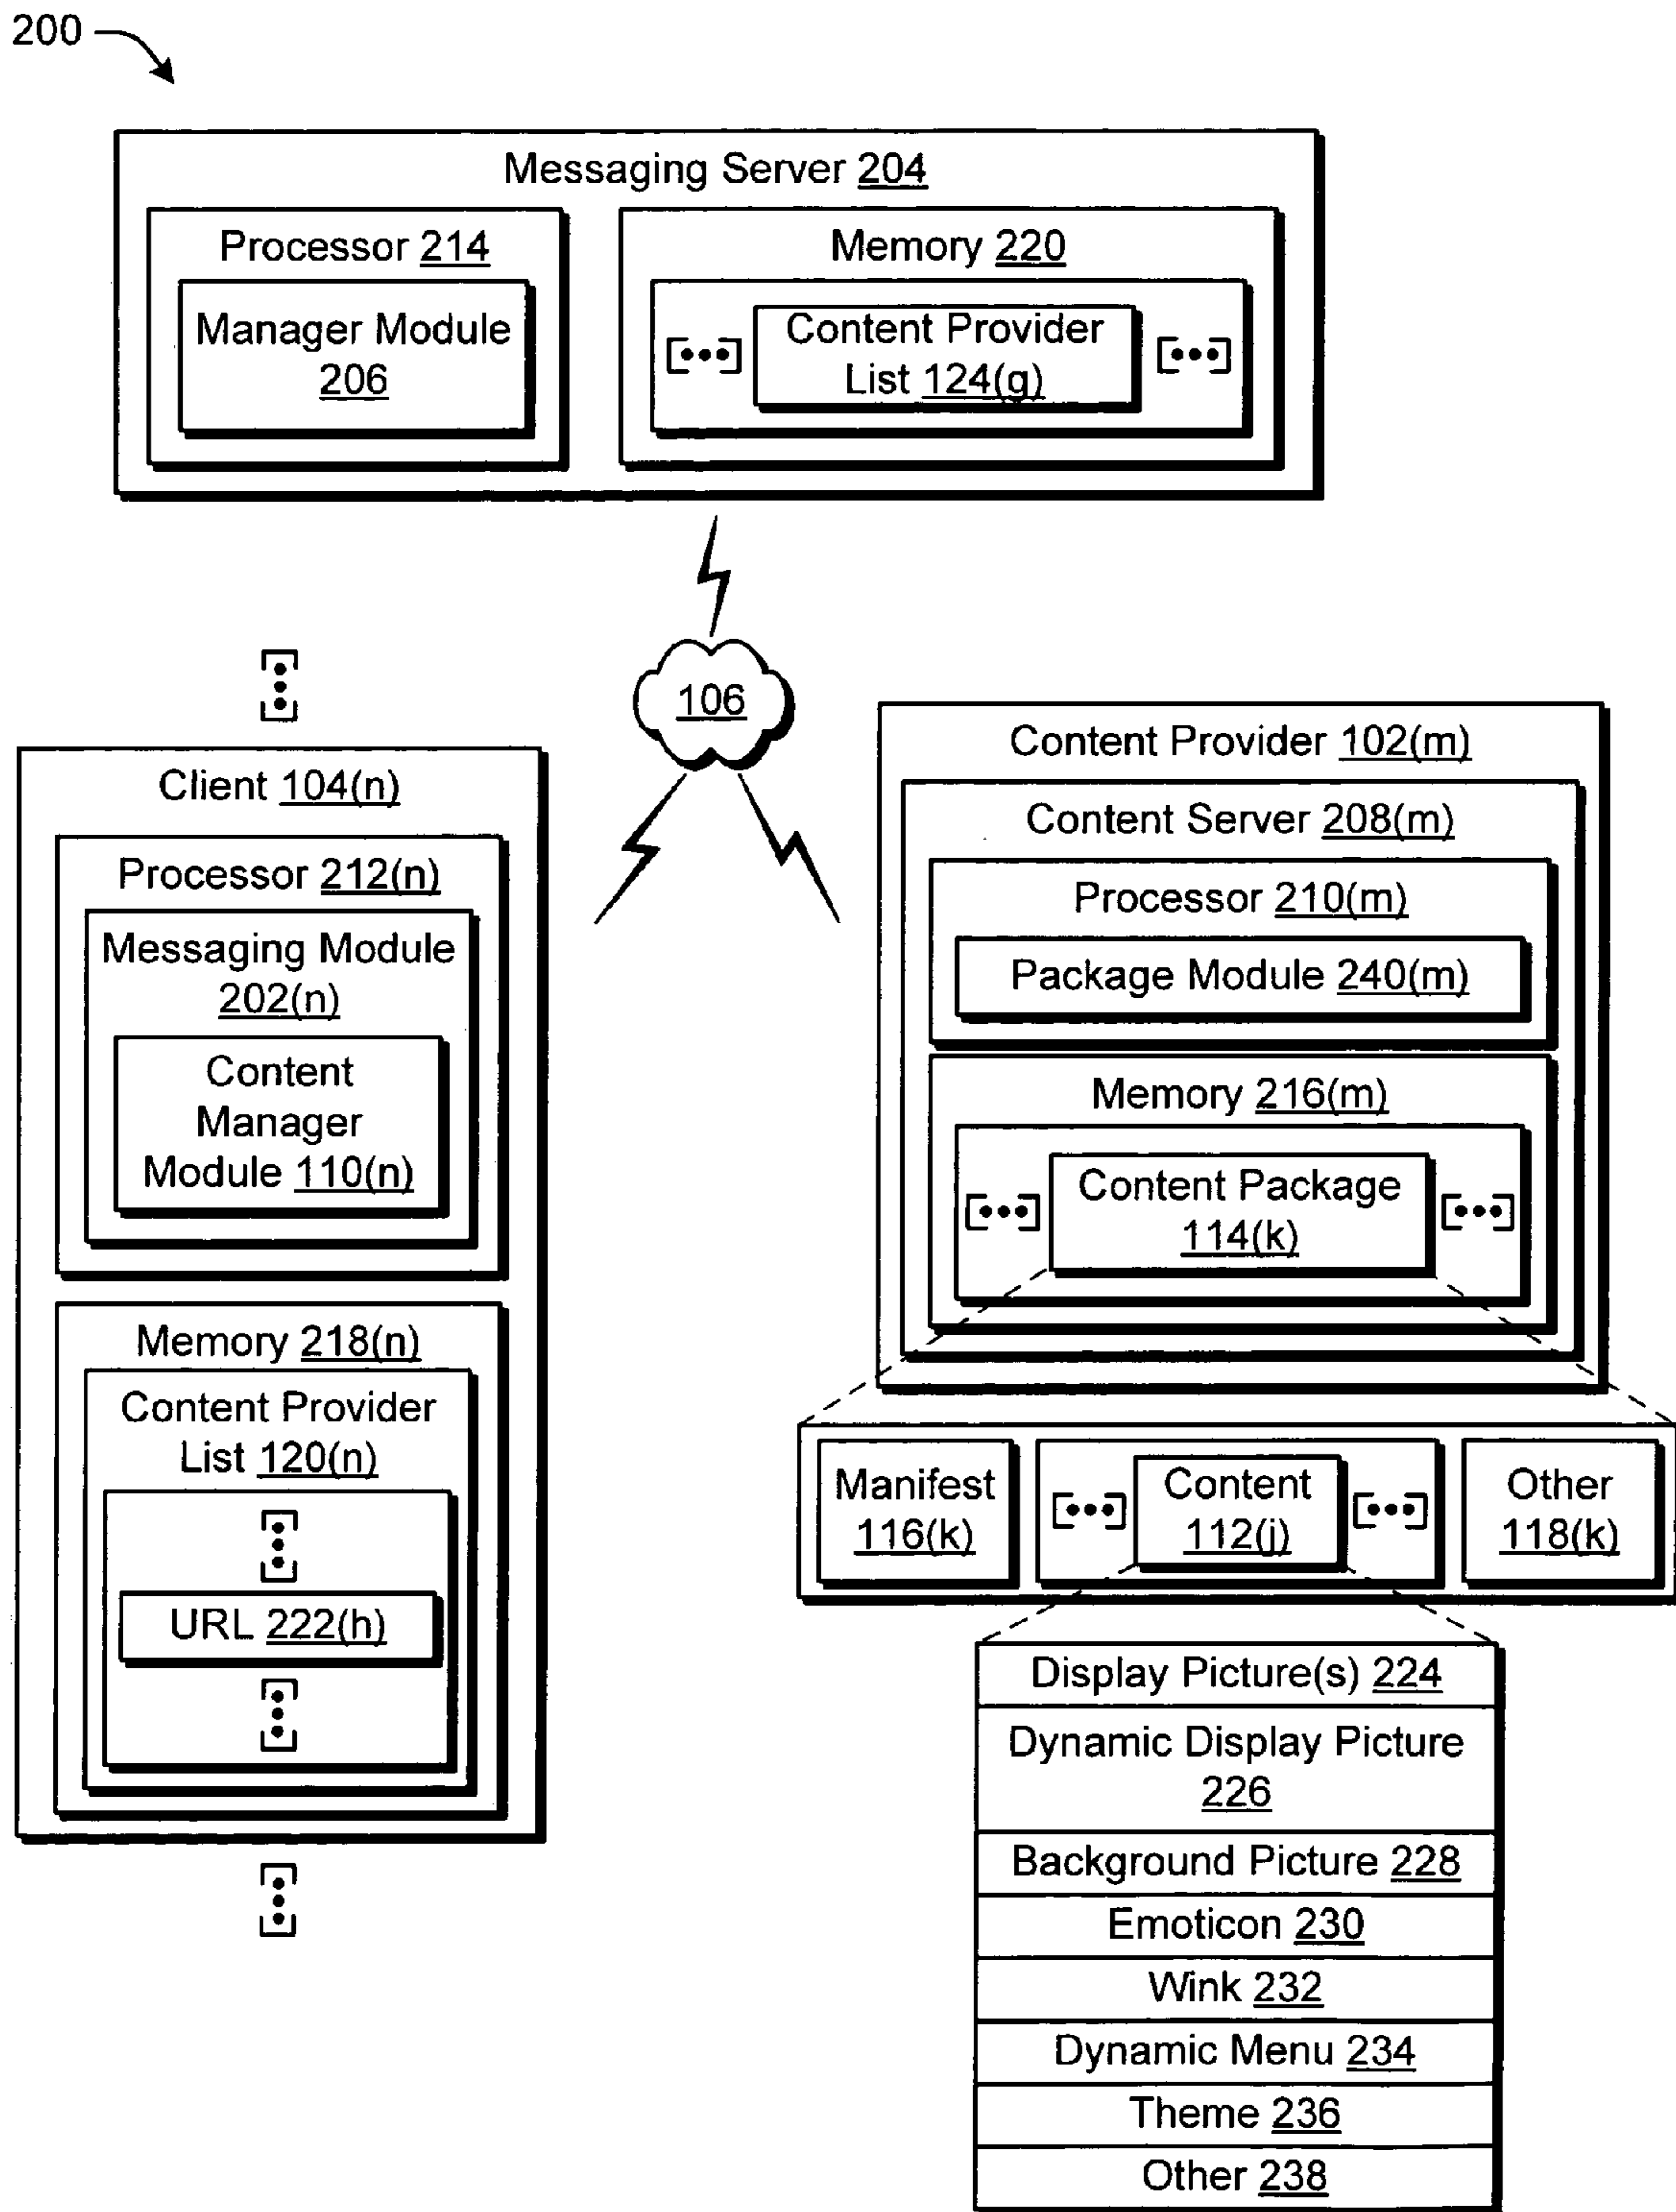 200
Messaging Server 204
Processor 214
Manager Module
206
Memory 220
[•••]
Content Provider
List 124(g)
[•••]
106
[•••]
Client 104(n)
Processor 212(n)
Messaging Module
202(n)
Content
Manager
Module 110(n)
Memory 218(n)
Content Provider
List 120(n)
[•••]
URL 222(h)
[•••]
[•••]
Content Provider 102(m)
Content Server 208(m)
Processor 210(m)
Package Module 240(m)
Memory 216(m)
[•••]
Content Package
114(k)
[•••]
Manifest
116(k)
[•••]
Content
112(j)
[•••]
Other
118(k)
Display Picture(s) 224
Dynamic Display Picture
226
Background Picture 228
Emoticon 230
Wink 232
Dynamic Menu 234
Theme 236
Other 238